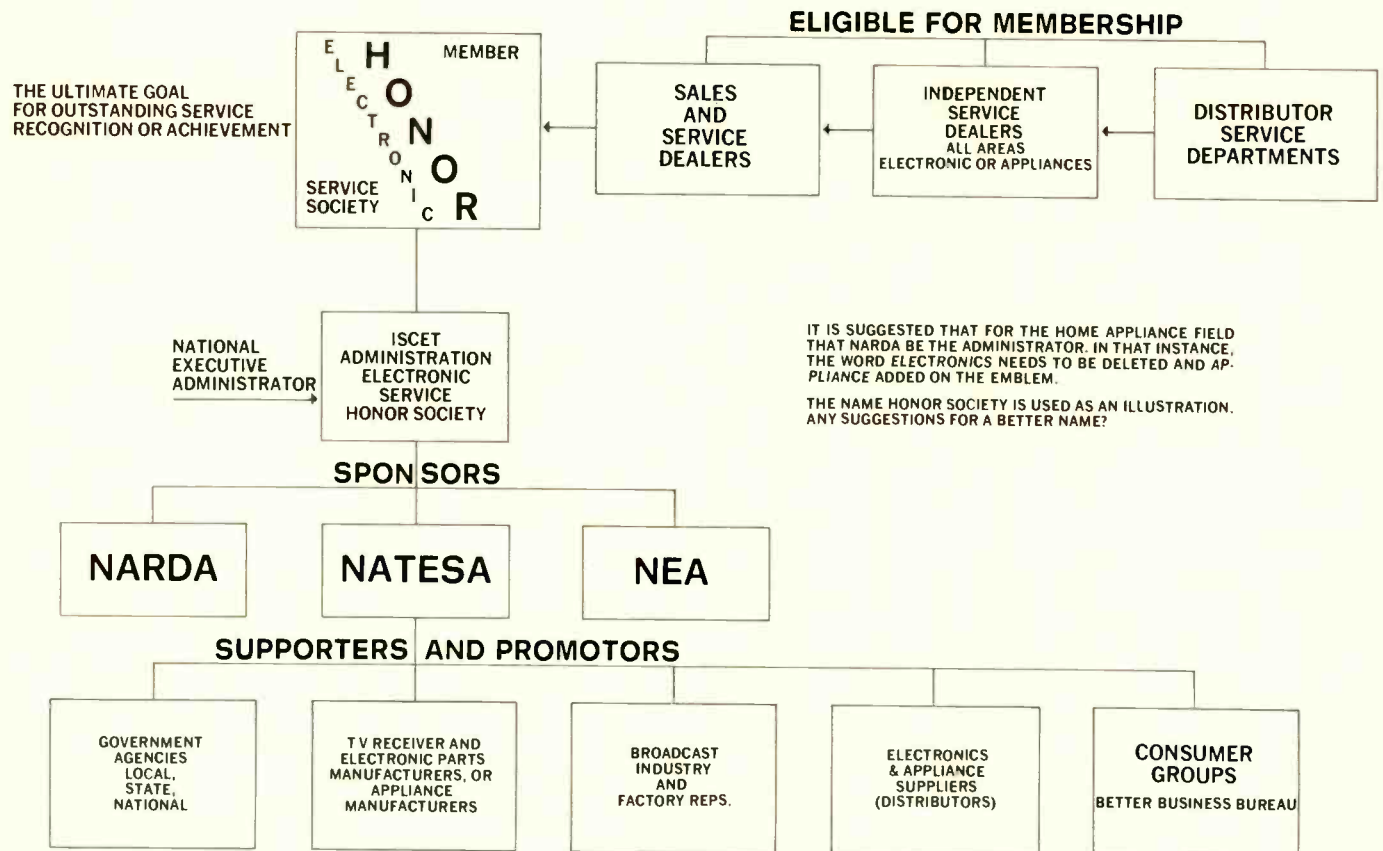 ELIGIBLE FOR MEMBERSHIP
THE ULTIMATE GOAL
FOR OUTSTANDING SERVICE
RECOGNITION OR ACHIEVEMENT
ELECTRONIC
HONOR
MEMBER
SERVICE
SOCIETY
SALES
AND
SERVICE
DEALERS
INDEPENDENT
SERVICE
DEALERS
ALL AREAS
ELECTRONIC OR APPLIANCES
DISTRIBUTOR
SERVICE
DEPARTMENTS
NATIONAL
EXECUTIVE
ADMINISTRATOR
ISCET
ADMINISTRATION
ELECTRONIC
SERVICE
HONOR SOCIETY
IT IS SUGGESTED THAT FOR THE HOME APPLIANCE FIELD
THAT NARDA BE THE ADMINISTRATOR. IN THAT INSTANCE,
THE WORD ELECTRONICS NEEDS TO BE DELETED AND AP-
PLIANCE ADDED ON THE EMBLEM.
THE NAME HONOR SOCIETY IS USED AS AN ILLUSTRATION.
ANY SUGGESTIONS FOR A BETTER NAME?
SPONSORS
NARDA
NATESA
NEA
SUPPORTERS AND PROMOTORS
GOVERNMENT
AGENCIES
LOCAL,
STATE,
NATIONAL
TV RECEIVER AND
ELECTRONIC PARTS
MANUFACTURERS, OR
APPLIANCE
MANUFACTURERS
BROADCAST
INDUSTRY
AND
FACTORY REPS.
ELECTRONICS
& APPLIANCE
SUPPLIERS
(DISTRIBUTORS)
CONSUMER
GROUPS
BETTER BUSINESS BUREAU